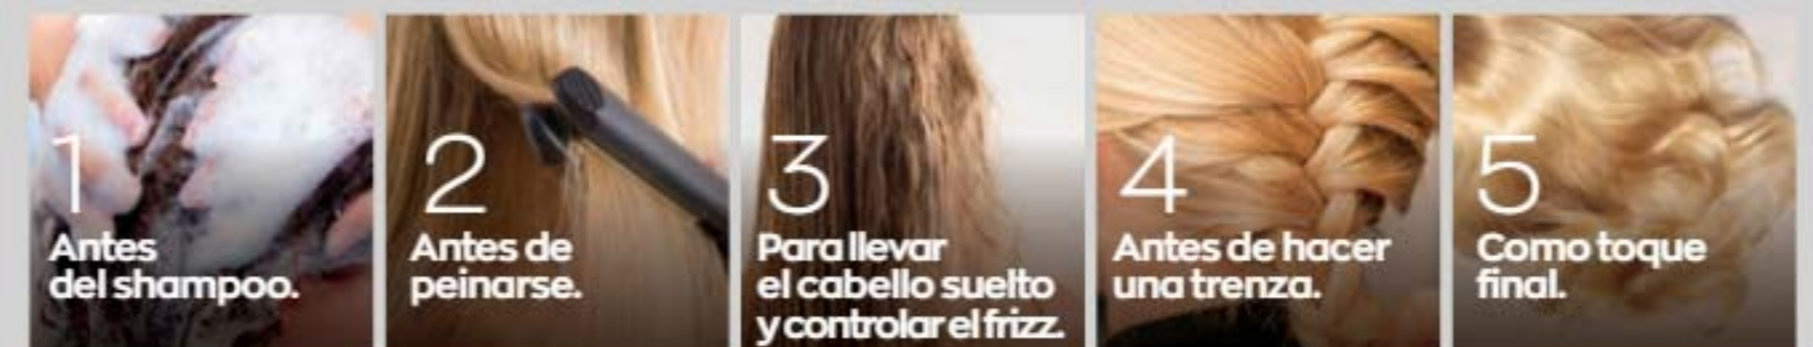 1
Antes
del shampoo.
2
Antes de
peinarse.
3
Para llevar
el cabello suelto
y controlar el frizz.
4
Antes de hacer
una trenza.
5
Como toque
final.